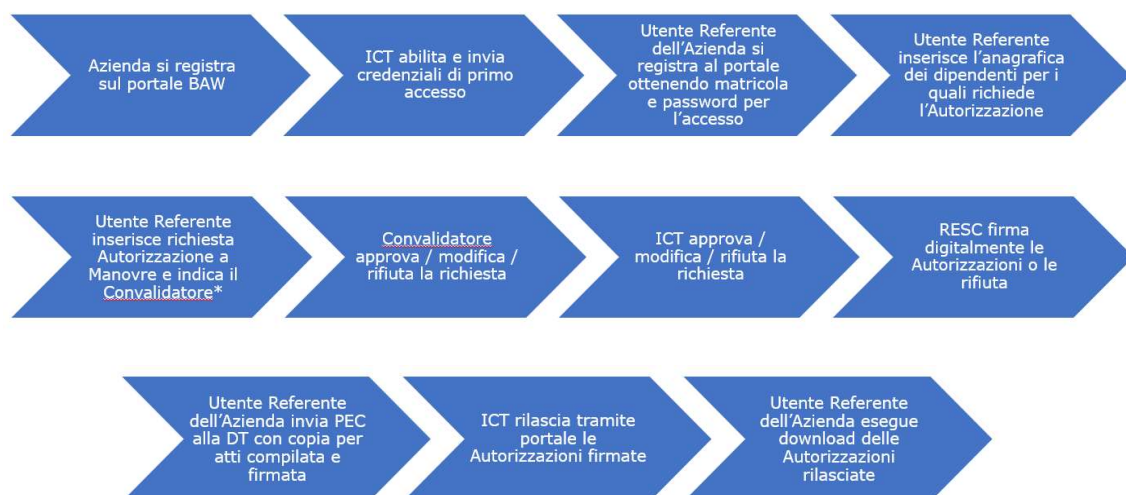 Azienda si registra
sul portale BAW
ICT abilita e invia
credenziali di primo
accesso
Utente Referente
dell'Azienda si
registra al portale
ottenendo matricola
e password per
l'accesso
Utente Referente
inserisce l'anagrafica
dei dipendenti per i
quali richiede
l'Autorizzazione
Utente Referente
inserisce richiesta
Autorizzazione a
Manovre e indica il
Convalidatore*
Convalidatore
approva / modifica /
rifiuta la richiesta
ICT approva /
modifica / rifiuta la
richiesta
RESC firma
digitalmente le
Autorizzazioni o le
rifiuta
Utente Referente
dell'Azienda invia PEC
alla DT con copia per
atti compilata e
firmata
ICT rilascia tramite
portale le
Autorizzazioni firmate
Utente Referente
dell'Azienda esegue
download delle
Autorizzazioni
rilasciate